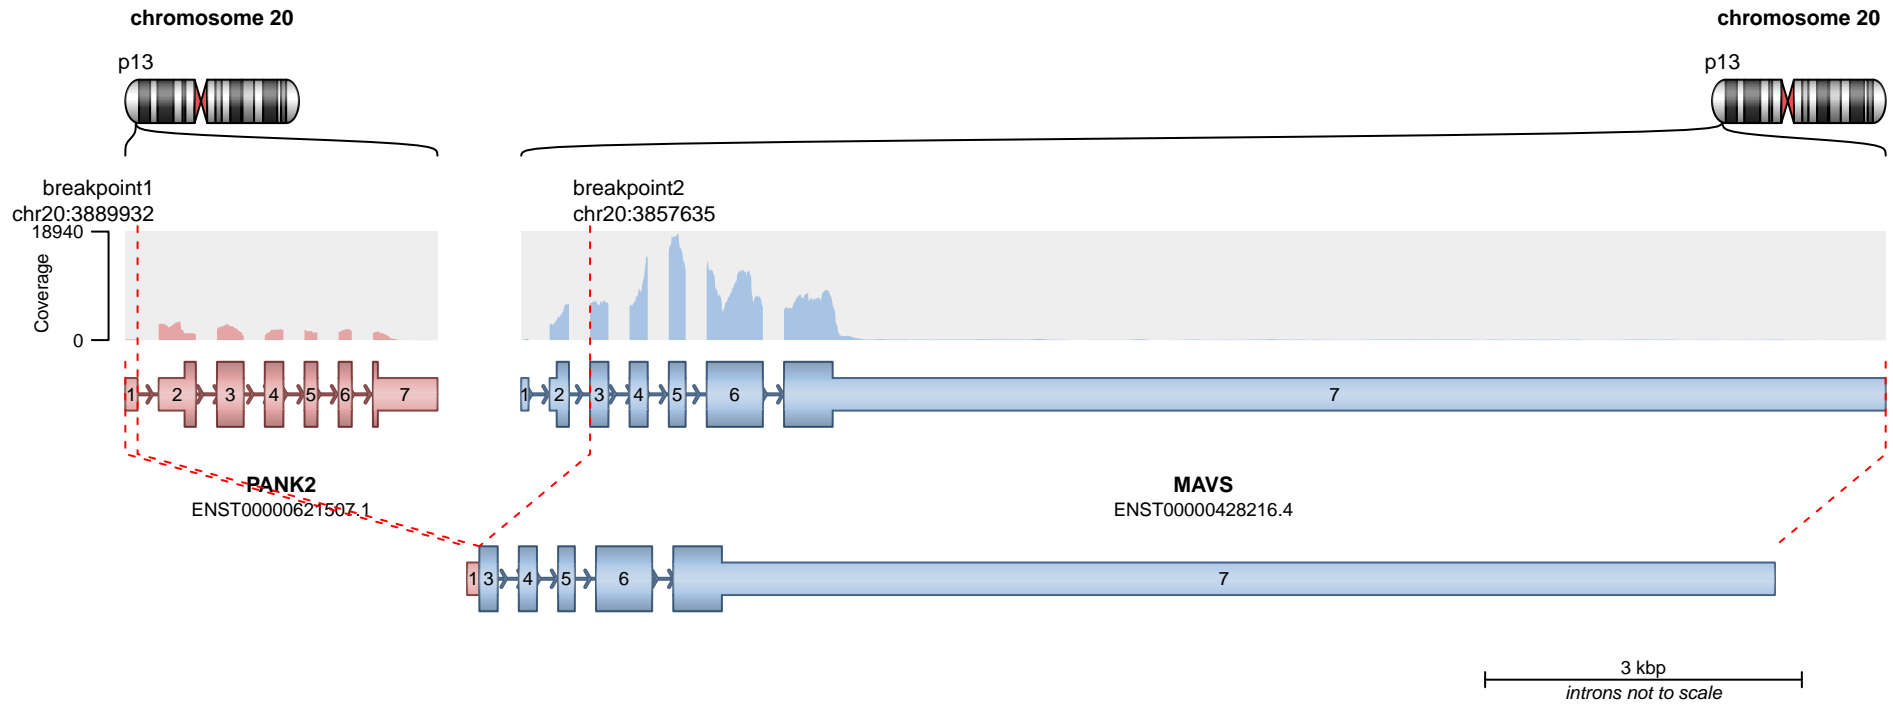 chromosome 20
chromosome 20
p13
p13
breakpoint1
chr20:3889932
breakpoint2
chr20:3857635
18940
Coverage
0
1 2 3 4 5 6 7
1 2 3 4 5 6 7
PANK2
ENST00000621507.1
MAVS
ENST00000428216.4
1 3 4 5 6 7
3 kbp
introns not to scale